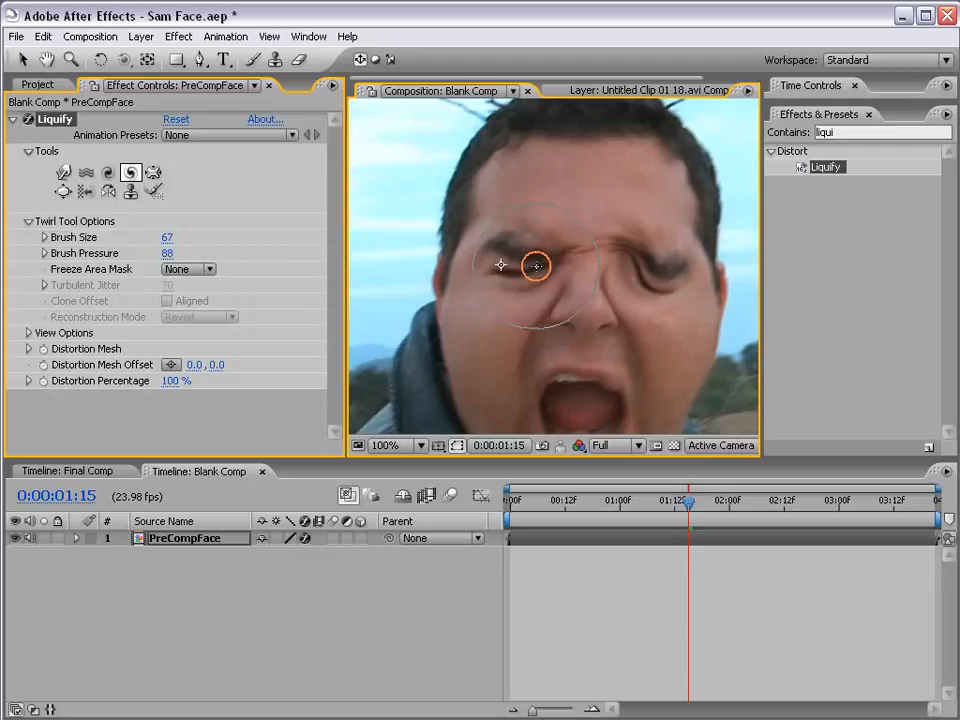 Adobe After Effects - Sam Face.aep *
File Edit Composition Layer Effect Animation View Window Help
Workspace: Standard
Project Effect Controls: PreCompFace
Composition: Blank Comp Layer: Untitled Clip 01 18.avi Comp
Time Controls
Blank Comp * PreCompFace
Effects & Presets
Liquify Reset About...
Contains: liqui
Animation Presets: None
Distort
Tools
Liquify
Twirl Tool Options
Brush Size 67
Brush Pressure 88
Freeze Area Mask None
Turbulent Jitter 70
Clone Offset Aligned
Reconstruction Mode Revert
View Options
Distortion Mesh
Distortion Mesh Offset 0.0, 0.0
Distortion Percentage 100 %
100% 0:00:01:15 Full Active Camera
Timeline: Final Comp Timeline: Blank Comp
0:00:01:15 (23.98 fps)
00F 00:12F 01:00F 01:12F 02:00F 02:12F 03:00F 03:12F 04
# Source Name Parent
1 PreCompFace None